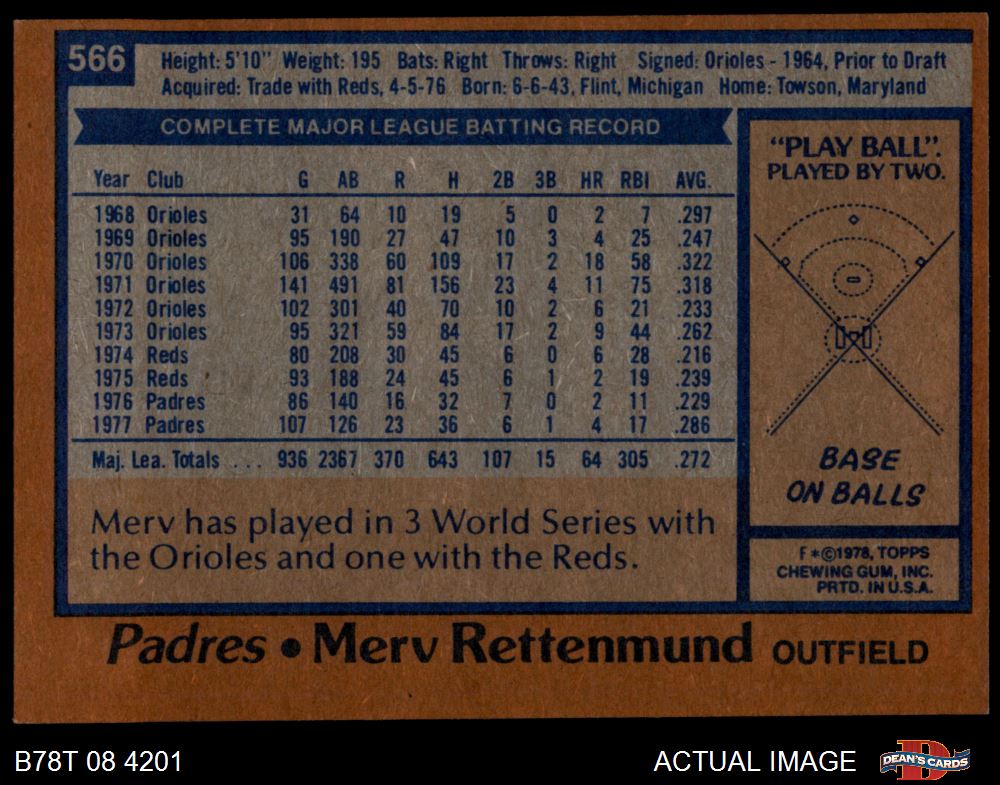 566
Height: 5'10" Weight: 195 Bats: Right Throws: Right Signed: Orioles - 1964, Prior to Draft
Acquired: Trade with Reds, 4-5-76 Born: 6-6-43, Flint, Michigan Home: Towson, Maryland
COMPLETE MAJOR LEAGUE BATTING RECORD
Year Club G AB R H 2B 3B HR RBI AVG.
1968 Orioles 31 64 10 19 5 0 2 7 .297
1969 Orioles 95 190 27 47 10 3 4 25 .247
1970 Orioles 106 338 60 109 17 2 18 58 .322
1971 Orioles 141 491 81 156 23 4 11 75 .318
1972 Orioles 102 301 40 70 10 2 6 21 .233
1973 Orioles 95 321 59 84 17 2 9 44 .262
1974 Reds 80 208 30 45 6 0 6 28 .216
1975 Reds 93 188 24 45 6 1 2 19 .239
1976 Padres 86 140 16 32 7 0 2 11 .229
1977 Padres 107 126 23 36 6 1 4 17 .286
Maj. Lea. Totals . . . 936 2367 370 643 107 15 64 305 .272
Merv has played in 3 World Series with
the Orioles and one with the Reds.
"PLAY BALL".
PLAYED BY TWO.
BASE
ON BALLS
F *©1978, TOPPS
CHEWING GUM, INC.
PRTD. IN U.S.A.
Padres • Merv Rettenmund OUTFIELD
B78T 08 4201
ACTUAL IMAGE
DEAN'S CARDS